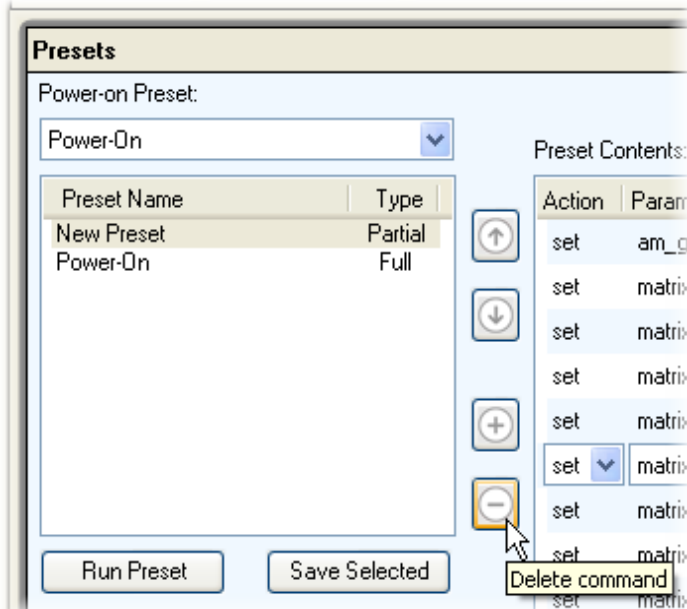 Presets
Power-on Preset:
Power-On
Preset Contents:
Preset Name Type
New Preset Partial
Power-On Full
Action
set
set
set
set
set
set
set
set
set
Run Preset Save Selected
Delete command